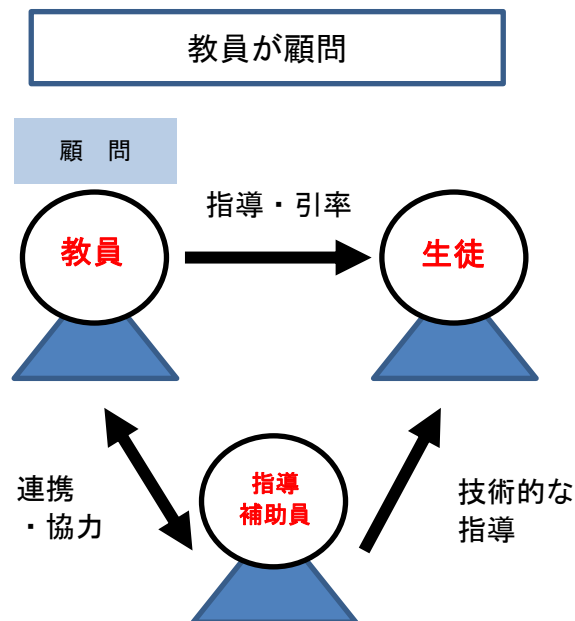 教員が顧問
顧　問
指導・引率
教員
生徒
連携
・協力
指導
補助員
技術的な
指導